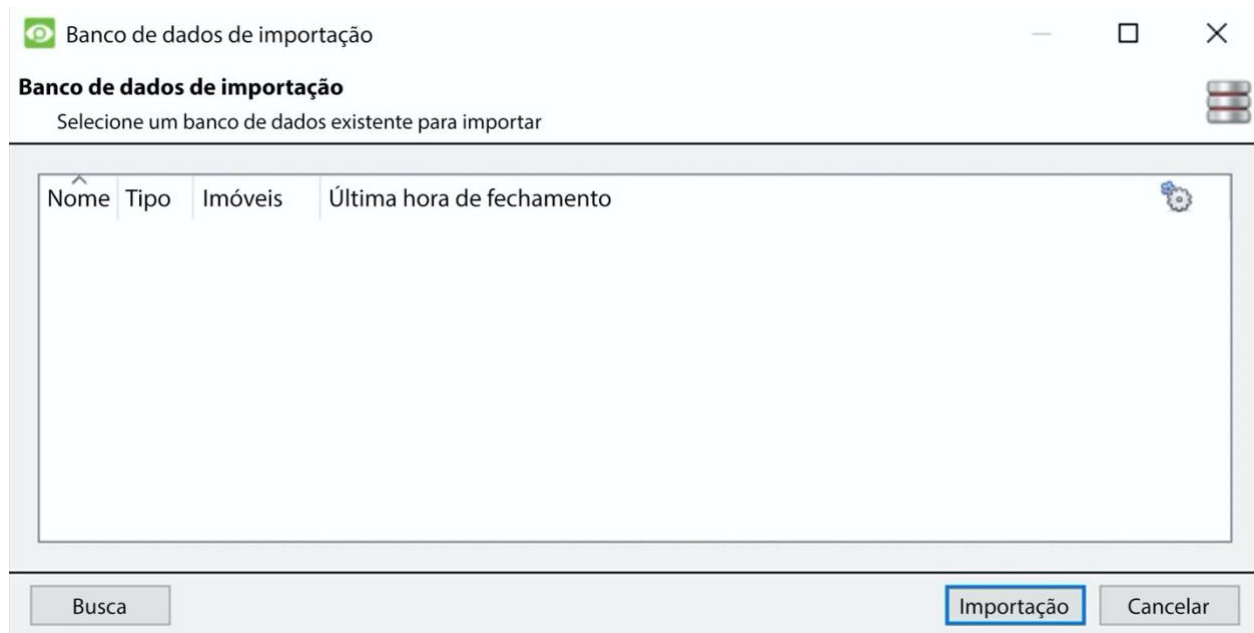 Banco de dados de importação
Banco de dados de importação
Selecione um banco de dados existente para importar
Nome Tipo Imóveis Última hora de fechamento
Busca Importação Cancelar